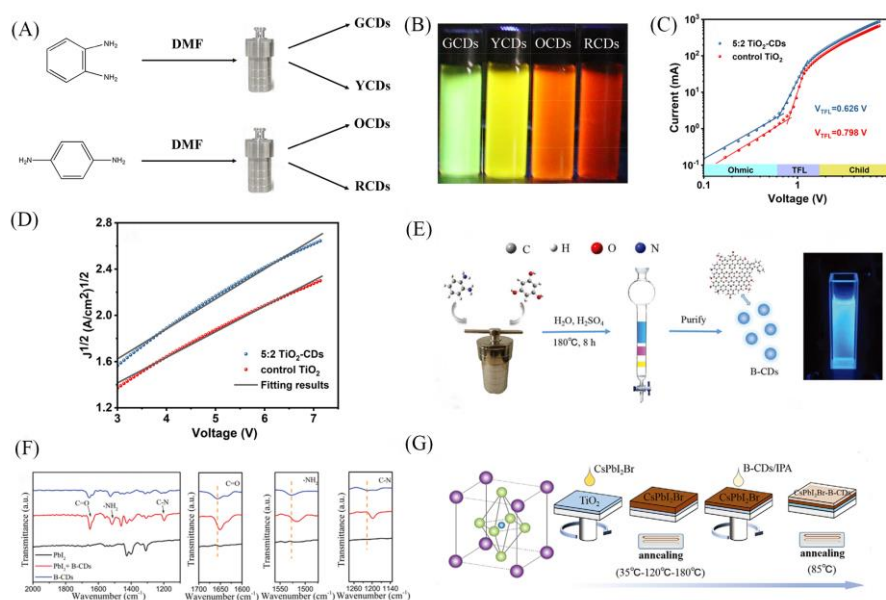 (A)
NH₂
NH₂
DMF
GCDs
YCDs
H₂N
NH₂
DMF
OCDs
RCDs
(B)
GCDs YCDs OCDs RCDs
(C)
10³
10²
10¹
10⁰
10⁻¹
Current (mA)
5:2 TiO₂-CDs
control TiO₂
V_TFL=0.626 V
V_TFL=0.798 V
Ohmic TFL Child
0.1 1
Voltage (V)
(D)
2.8
2.4
2.0
1.6
1.2
J^1/2 (A/cm²)1/2
5:2 TiO₂-CDs
control TiO₂
Fitting results
3 4 5 6 7
Voltage (V)
(E)
C H O N
H₂O, H₂SO₄
180℃, 8 h
Purify
B-CDs
(F)
Transmittance (a.u.)
C=O
-NH₂
C-N
PbI₂
PbI₂+ B-CDs
B-CDs
2000 1800 1600 1400 1200
Wavenumber (cm⁻¹)
Transmittance (a.u.)
C=O
1700 1650 1600
Wavenumber (cm⁻¹)
Transmittance (a.u.)
-NH₂
1550 1500
Wavenumber (cm⁻¹)
Transmittance (a.u.)
C-N
1260 1200 1140
Wavenumber (cm⁻¹)
(G)
CsPbI₂Br
TiO₂
CsPbI₂Br
annealing
(35℃-120℃-180℃)
B-CDs/IPA
CsPbI₂Br
CsPbI₂Br-B-CDs
annealing
(85℃)